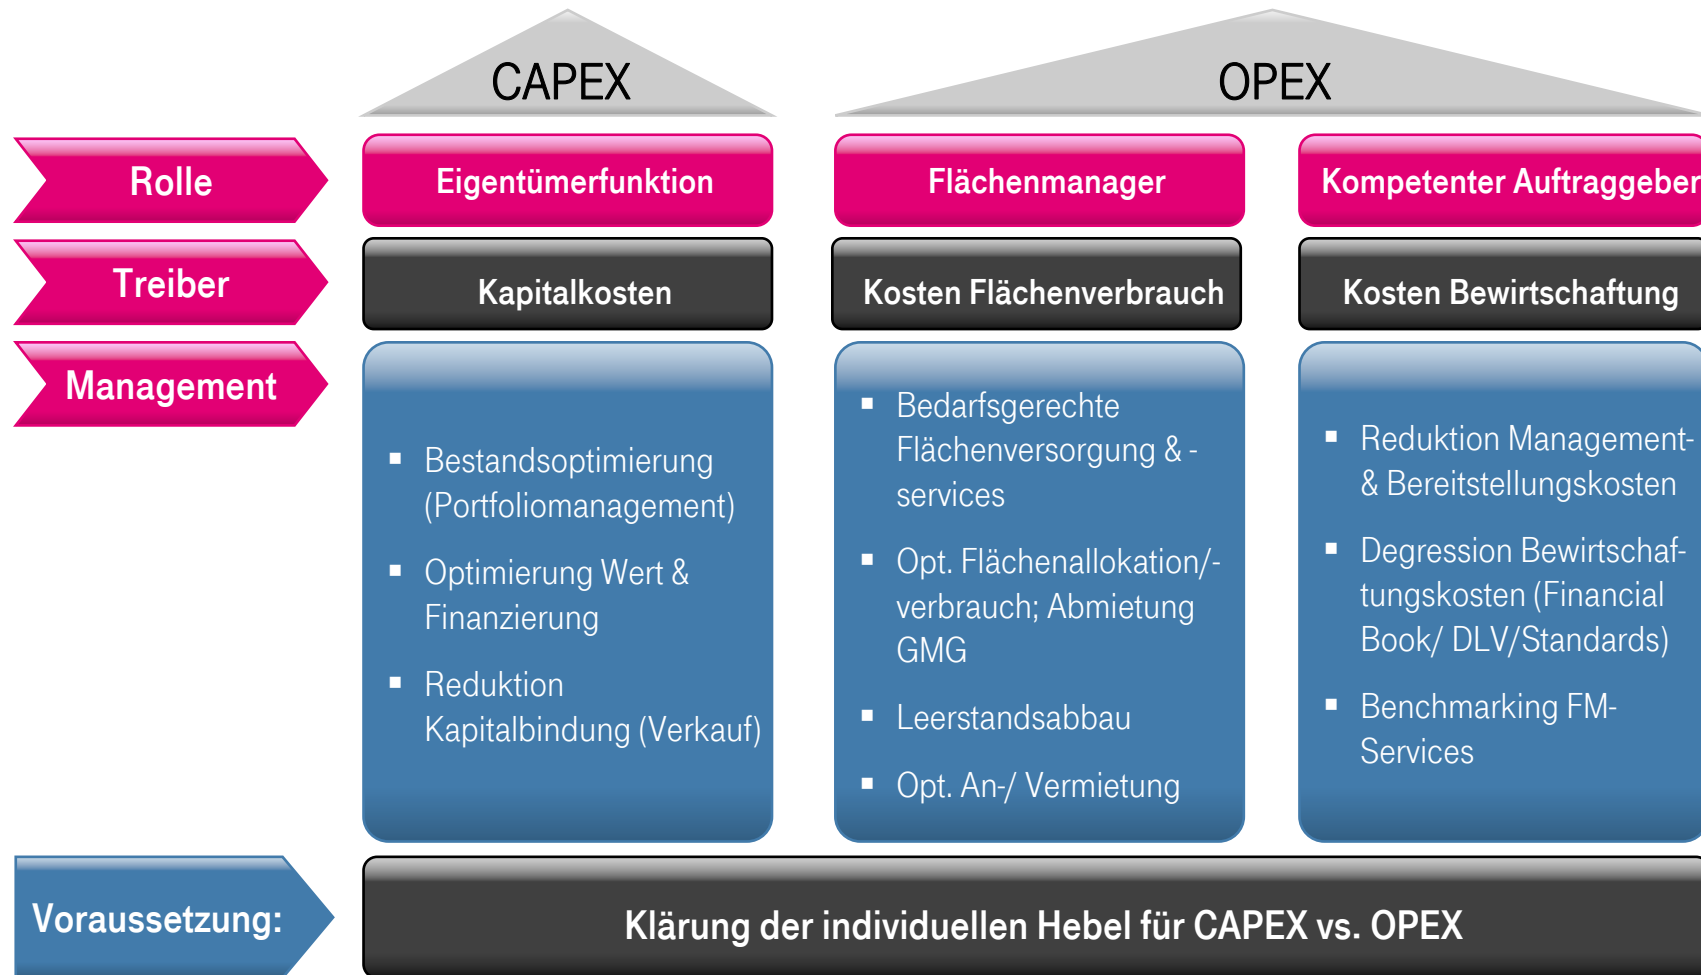 CAPEX
OPEX
Rolle
Eigentümerfunktion
Flächenmanager
Kompetenter Auftraggeber
Treiber
Kapitalkosten
Kosten Flächenverbrauch
Kosten Bewirtschaftung
Management
▪ Bestandsoptimierung
(Portfoliomanagement)
▪ Optimierung Wert &
Finanzierung
▪ Reduktion
Kapitalbindung (Verkauf)
▪ Bedarfsgerechte
Flächenversorgung & -
services
▪ Opt. Flächenallokation/-
verbrauch; Abmietung
GMG
▪ Leerstandsabbau
▪ Opt. An-/ Vermietung
▪ Reduktion Management-
& Bereitstellungskosten
▪ Degression Bewirtschaf-
tungskosten (Financial
Book/ DLV/Standards)
▪ Benchmarking FM-
Services
Voraussetzung:
Klärung der individuellen Hebel für CAPEX vs. OPEX